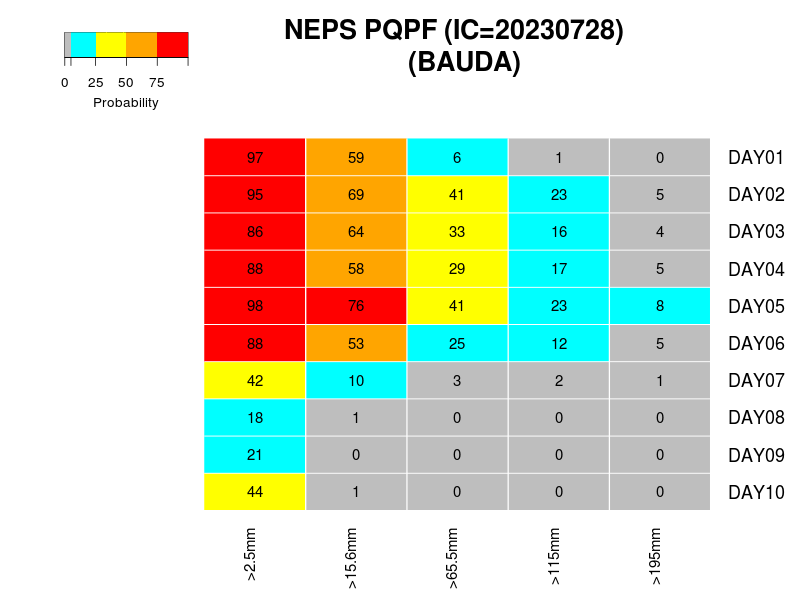 NEPS PQPF (IC=20230728)
(BAUDA)
0 25 50 75
Probability
97 59 6 1 0 DAY01
95 69 41 23 5 DAY02
86 64 33 16 4 DAY03
88 58 29 17 5 DAY04
98 76 41 23 8 DAY05
88 53 25 12 5 DAY06
42 10 3 2 1 DAY07
18 1 0 0 0 DAY08
21 0 0 0 0 DAY09
44 1 0 0 0 DAY10
>2.5mm >15.6mm >65.5mm >115mm >195mm